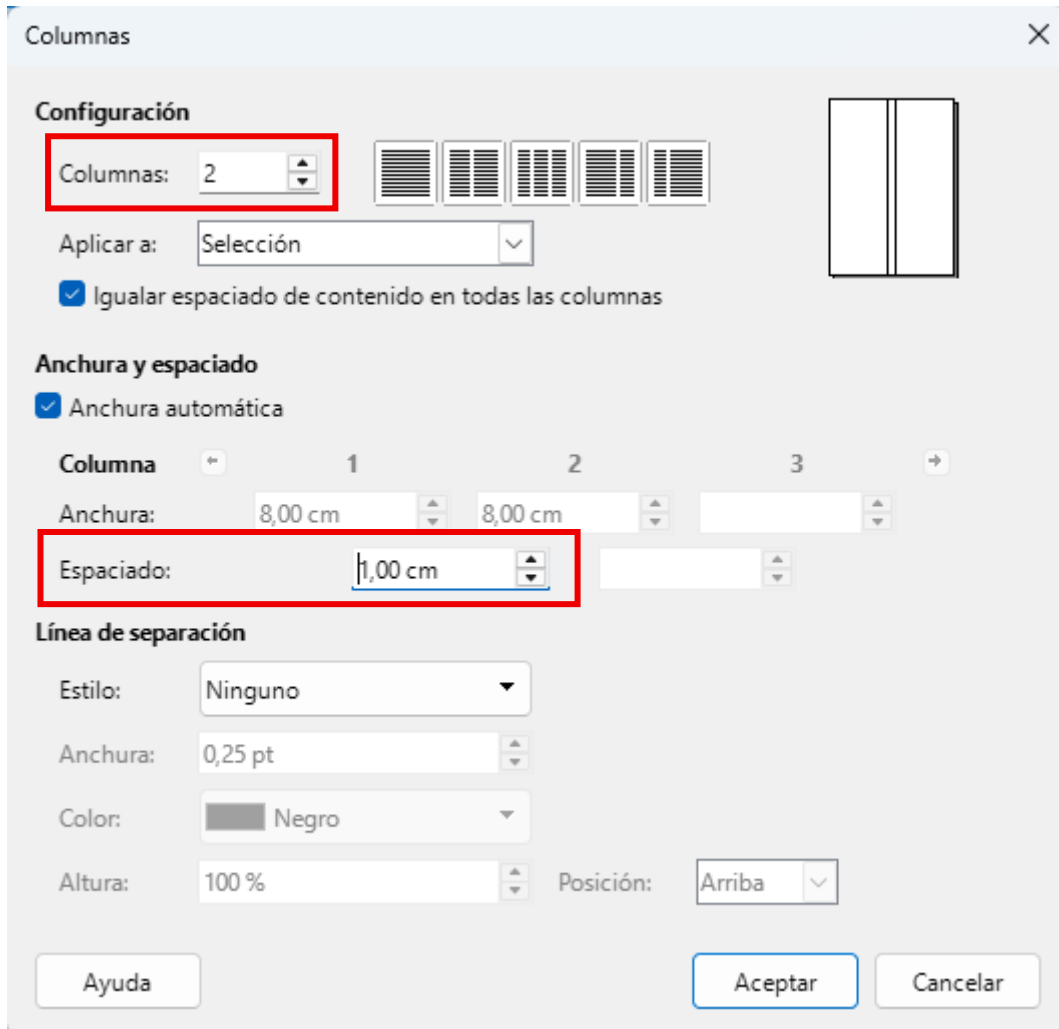 Columnas
Configuración
Columnas: 2
Aplicar a: Selección
Igualar espaciado de contenido en todas las columnas
Anchura y espaciado
Anchura automática
Columna 1 2 3
Anchura: 8,00 cm 8,00 cm
Espaciado: 1,00 cm
Línea de separación
Estilo: Ninguno
Anchura: 0,25 pt
Color: Negro
Altura: 100 % Posición: Arriba
Ayuda Aceptar Cancelar